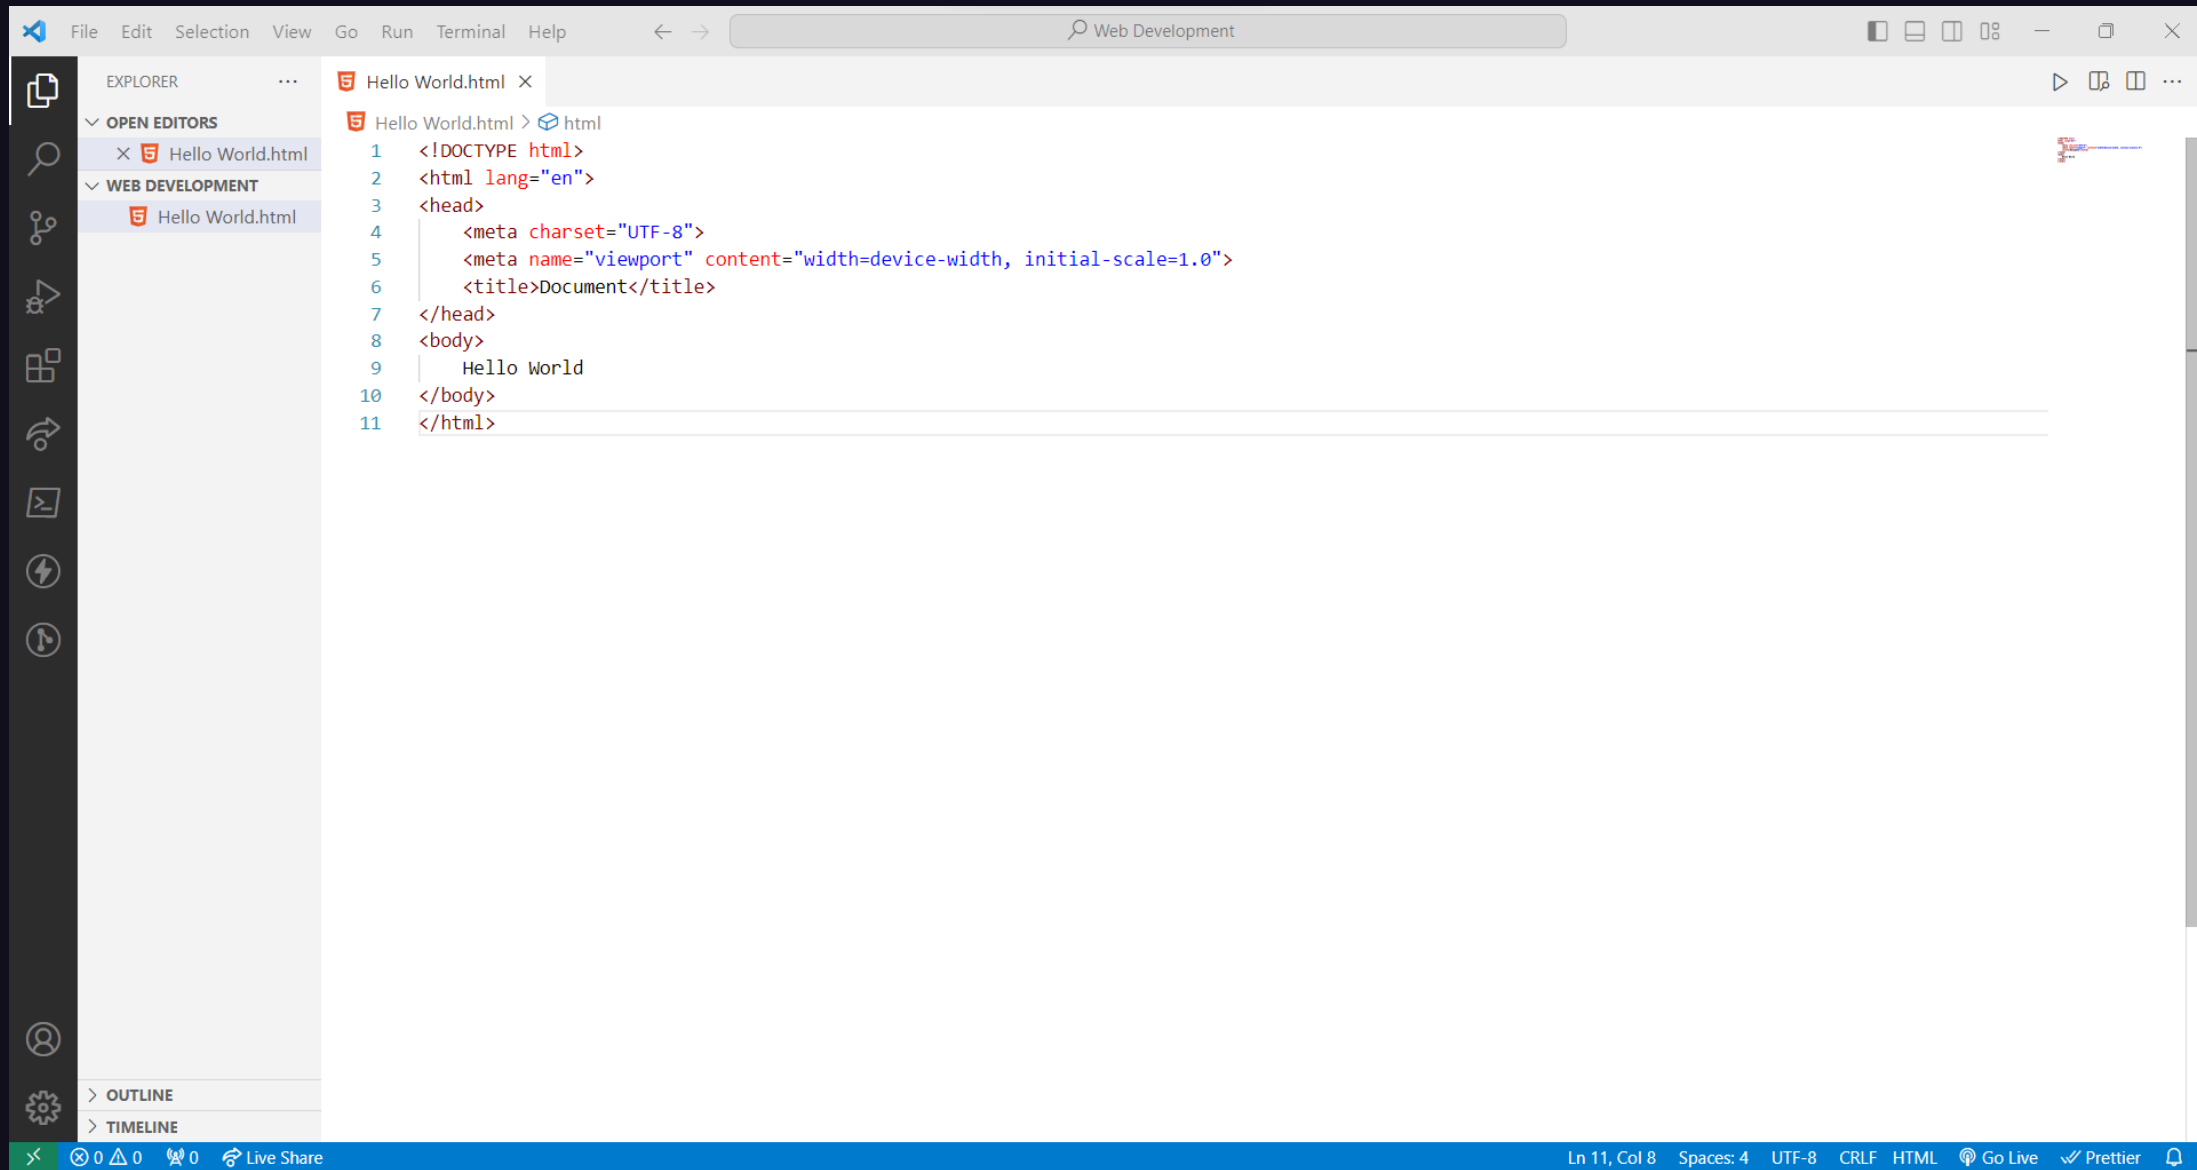 File Edit Selection View Go Run Terminal Help Web Development
EXPLORER
OPEN EDITORS
Hello World.html
WEB DEVELOPMENT
Hello World.html
OUTLINE
TIMELINE
Hello World.html
Hello World.html > html
1 <!DOCTYPE html>
2 <html lang="en">
3 <head>
4 <meta charset="UTF-8">
5 <meta name="viewport" content="width=device-width, initial-scale=1.0">
6 <title>Document</title>
7 </head>
8 <body>
9 Hello World
10 </body>
11 </html>
0 0 0 Live Share Ln 11, Col 8 Spaces: 4 UTF-8 CRLF HTML Go Live Prettier